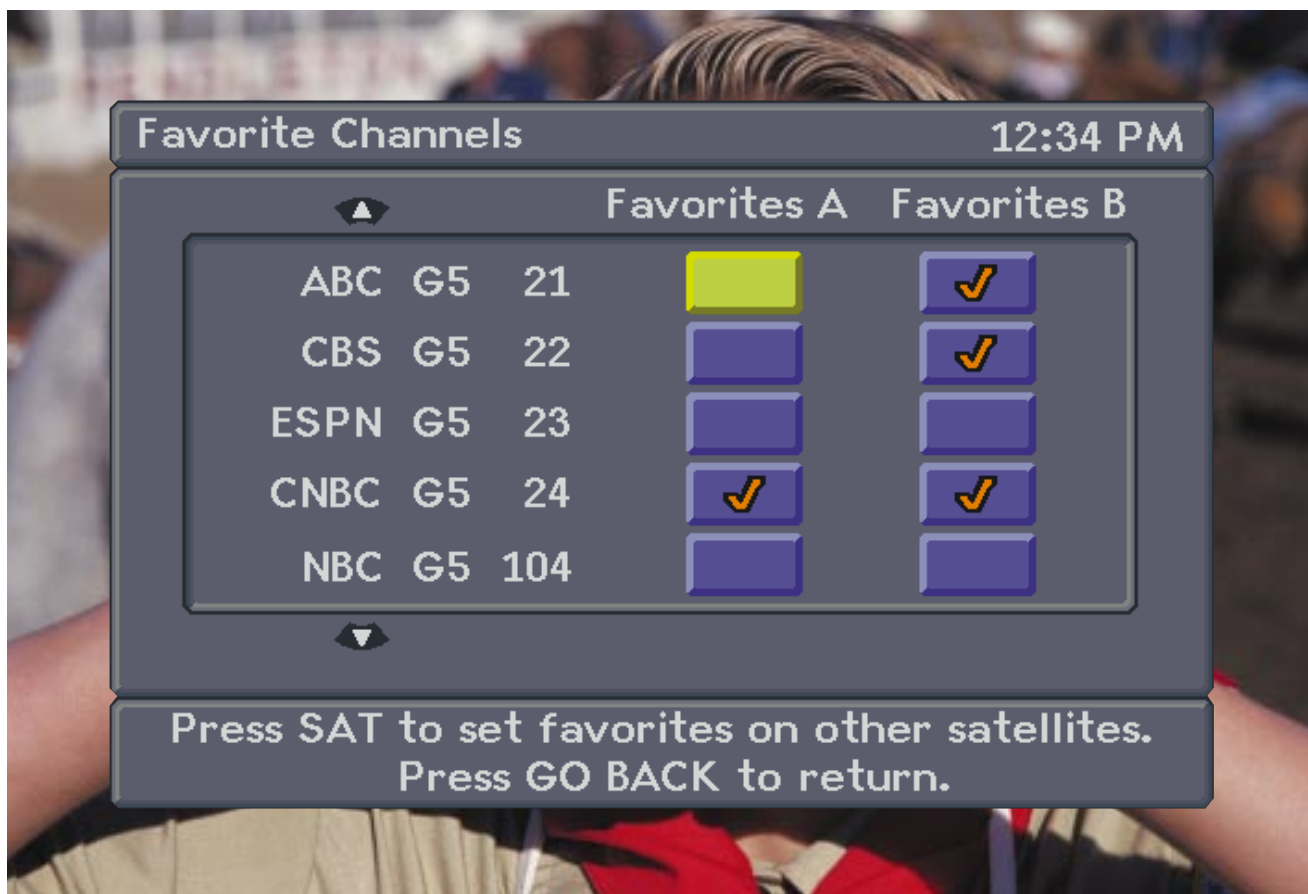 Favorite Channels 12:34 PM
Favorites A Favorites B
ABC G5 21
CBS G5 22
ESPN G5 23
CNBC G5 24
NBC G5 104
Press SAT to set favorites on other satellites.
Press GO BACK to return.